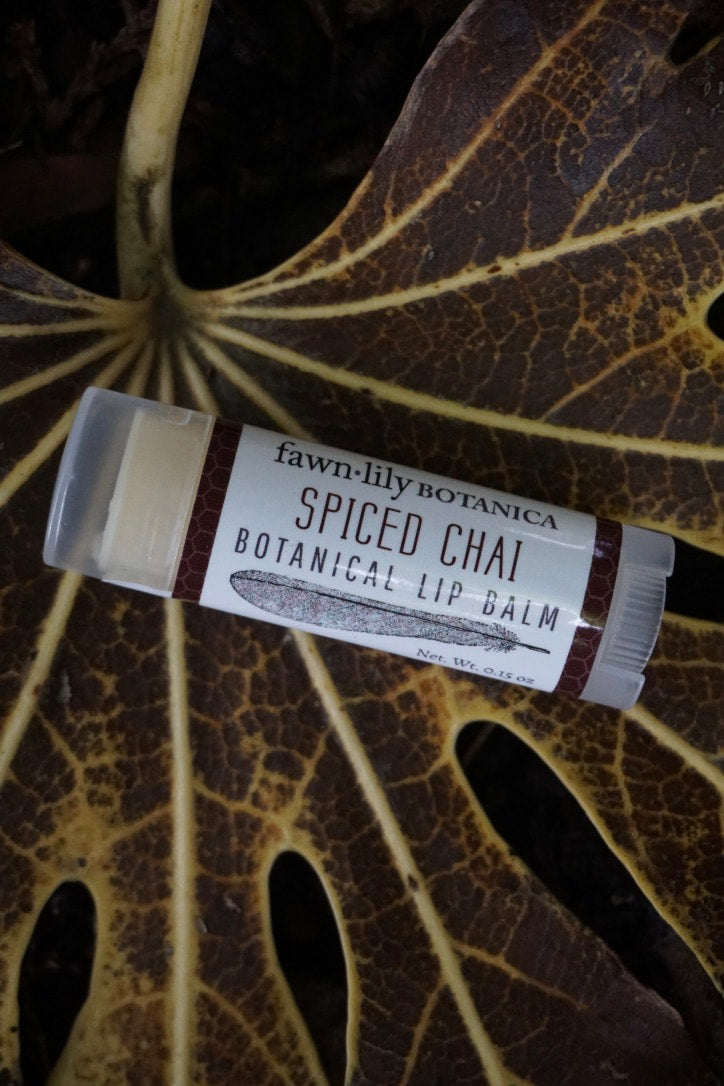 fawn·lily BOTANICA
SPICED CHAI
BOTANICAL LIP BALM
Net. Wt. 0.15 oz